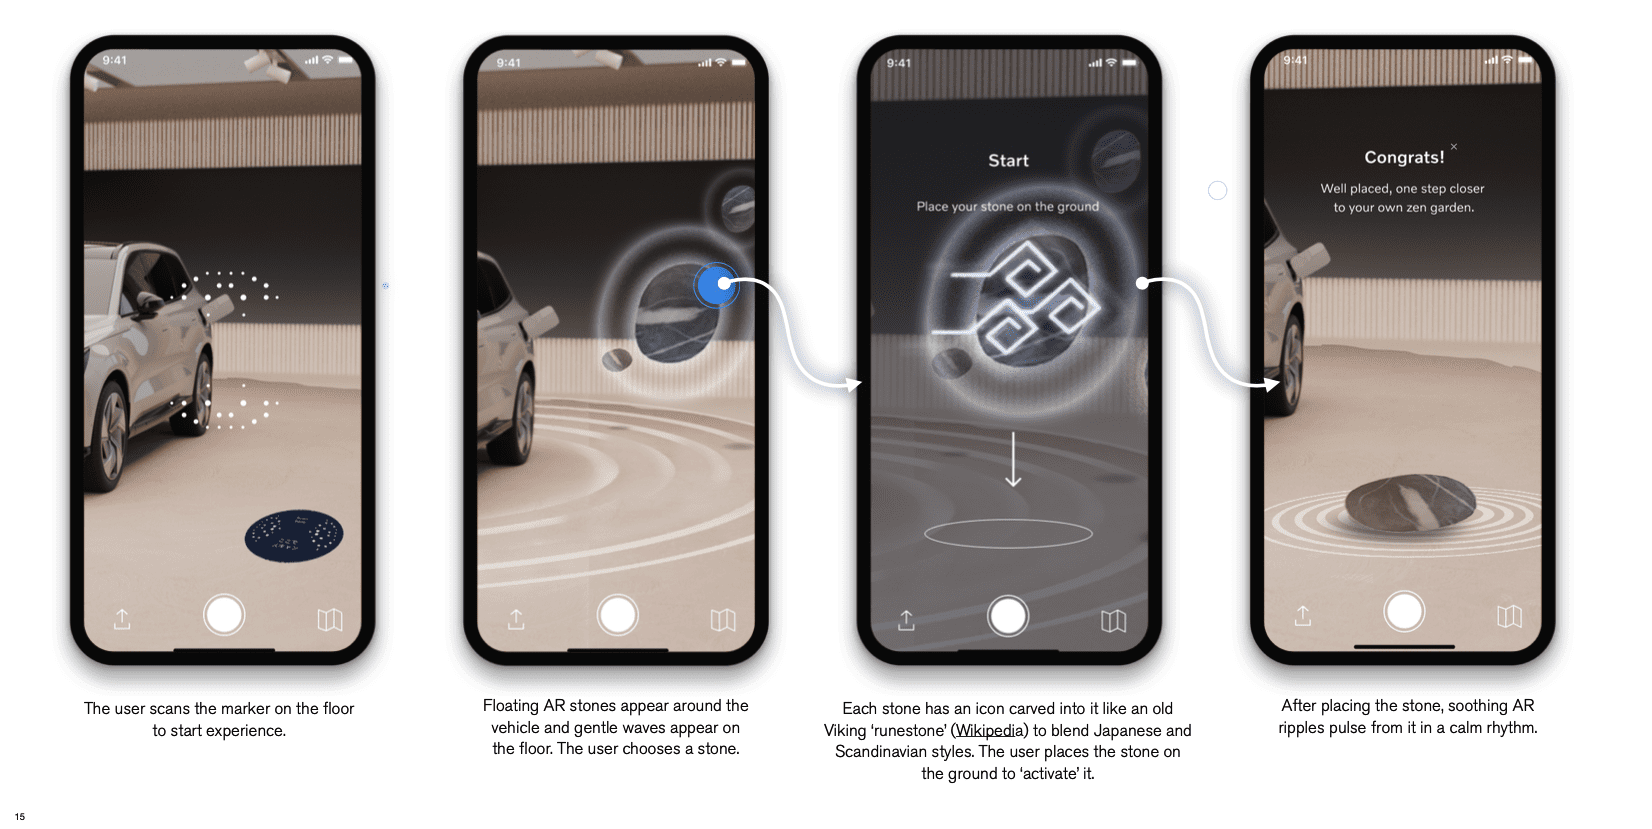 9:41
The user scans the marker on the floor
to start experience.
9:41
Floating AR stones appear around the
vehicle and gentle waves appear on
the floor. The user chooses a stone.
9:41
Start
Place your stone on the ground
Each stone has an icon carved into it like an old
Viking ‘runestone’ (Wikipedia) to blend Japanese and
Scandinavian styles. The user places the stone on
the ground to ‘activate’ it.
9:41
Congrats!
Well placed, one step closer
to your own zen garden.
After placing the stone, soothing AR
ripples pulse from it in a calm rhythm.
15